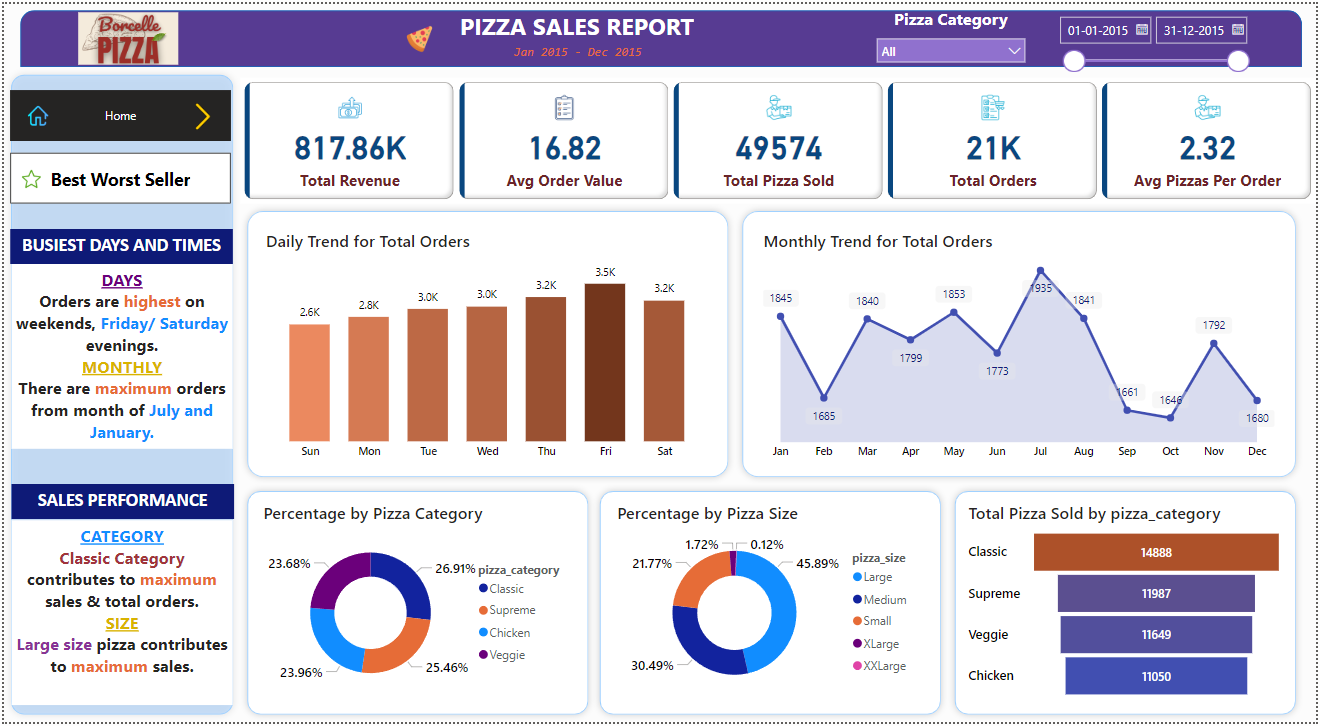 Borcelle
PIZZA
PIZZA SALES REPORT
Jan 2015 - Dec 2015
Pizza Category
All
01-01-2015
31-12-2015
Home
Best Worst Seller
BUSIEST DAYS AND TIMES
DAYS
Orders are highest on
weekends, Friday/ Saturday
evenings.
MONTHLY
There are maximum orders
from month of July and
January.
SALES PERFORMANCE
CATEGORY
Classic Category
contributes to maximum
sales & total orders.
SIZE
Large size pizza contributes
to maximum sales.
817.86K
Total Revenue
16.82
Avg Order Value
49574
Total Pizza Sold
21K
Total Orders
2.32
Avg Pizzas Per Order
Daily Trend for Total Orders
2.6K
2.8K
3.0K
3.0K
3.2K
3.5K
3.2K
Sun
Mon
Tue
Wed
Thu
Fri
Sat
Monthly Trend for Total Orders
1845
1685
1840
1799
1853
1773
1935
1841
1661
1646
1792
1680
Jan
Feb
Mar
Apr
May
Jun
Jul
Aug
Sep
Oct
Nov
Dec
Percentage by Pizza Category
23.68%
26.91%
23.96%
25.46%
pizza_category
Classic
Supreme
Chicken
Veggie
Percentage by Pizza Size
1.72%
0.12%
21.77%
45.89%
30.49%
pizza_size
Large
Medium
Small
XLarge
XXLarge
Total Pizza Sold by pizza_category
Classic
14888
Supreme
11987
Veggie
11649
Chicken
11050